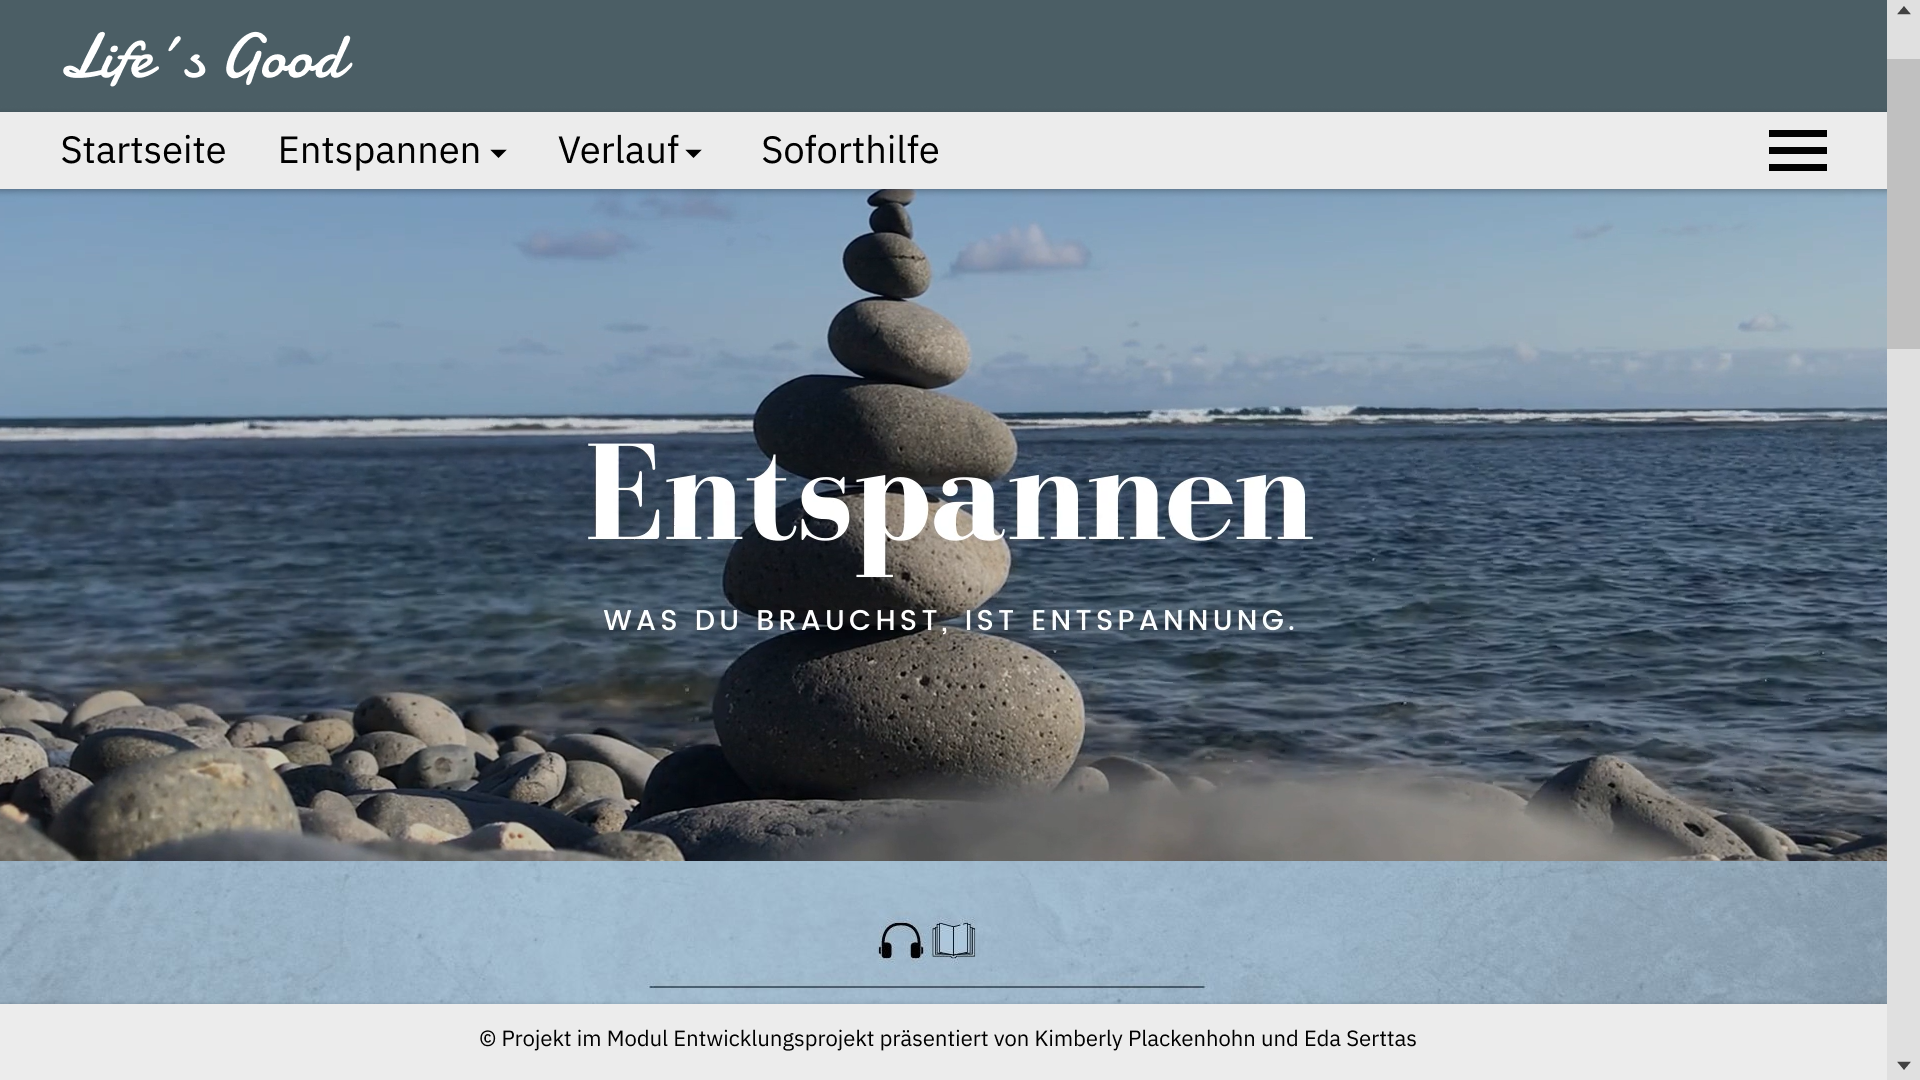 Life´s Good
Startseite Entspannen Verlauf Soforthilfe
Entspannen
WAS DU BRAUCHST, IST ENTSPANNUNG.
© Projekt im Modul Entwicklungsprojekt präsentiert von Kimberly Plackenhohn und Eda Serttas